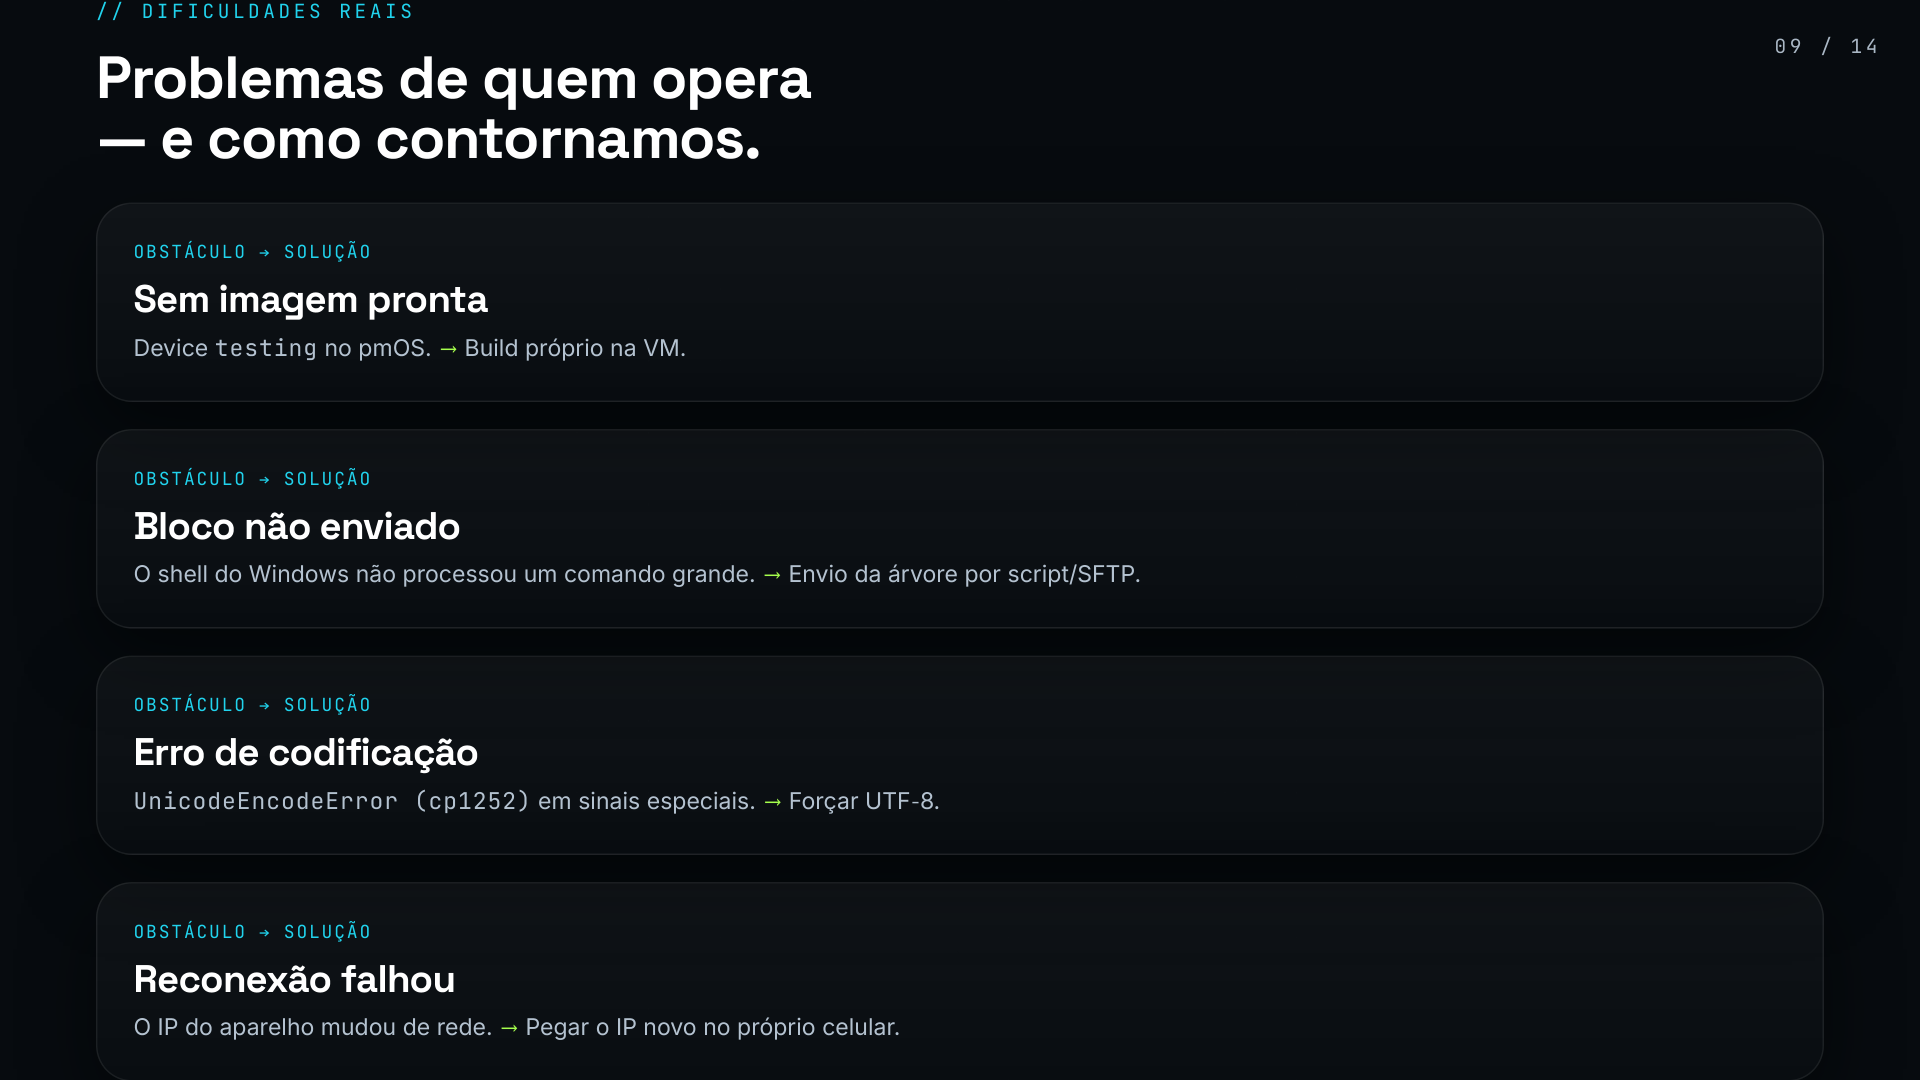 // DIFICULDADES REAIS
09 / 14
Problemas de quem opera
— e como contornamos.
OBSTÁCULO → SOLUÇÃO
Sem imagem pronta
Device testing no pmOS. → Build próprio na VM.
OBSTÁCULO → SOLUÇÃO
Bloco não enviado
O shell do Windows não processou um comando grande. → Envio da árvore por script/SFTP.
OBSTÁCULO → SOLUÇÃO
Erro de codificação
UnicodeEncodeError (cp1252) em sinais especiais. → Forçar UTF-8.
OBSTÁCULO → SOLUÇÃO
Reconexão falhou
O IP do aparelho mudou de rede. → Pegar o IP novo no próprio celular.